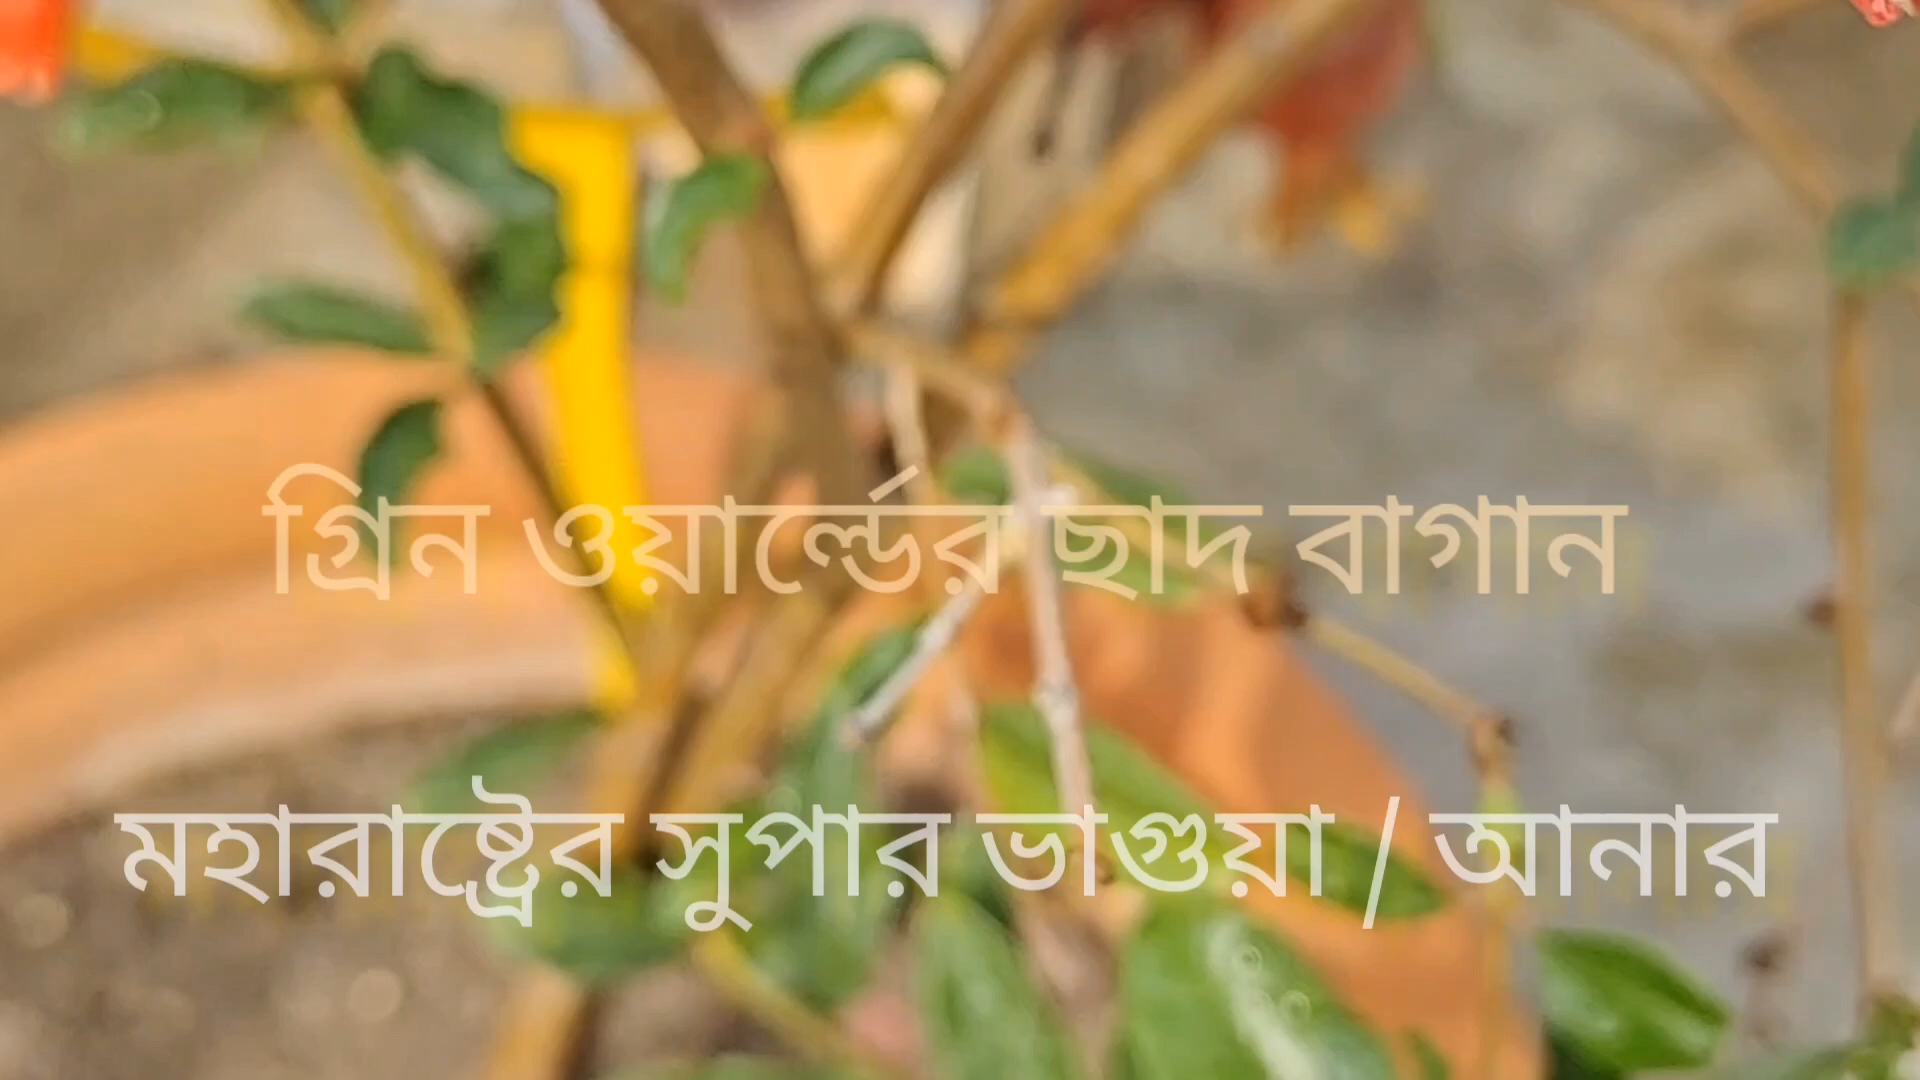 গ্রিন ওয়ার্ল্ডের ছাদ বাগান
মহারাষ্ট্রের সুপার ভাগুয়া / আনার